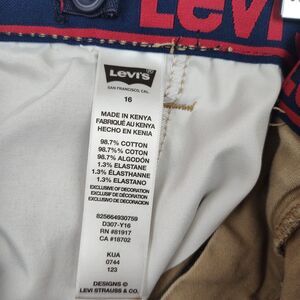 Levi
Levi's
SAN FRANCISCO, CAL.
16
MADE IN KENYA
FABRIQUÉ AU KENYA
HECHO EN KENIA
98.7% COTTON
98.7% COTON
98.7% ALGODÓN
1.3% ELASTANE
1.3% ELASTHANNE
1.3% ELASTANO
EXCLUSIVE OF DECORATION
EXCLUSIF DE DÉCORATION
EXCLUSIVO DE DECORACION
825664930759
D307-Y16
RN #81917
CA #18702
KUA
0744
123
DESIGNS ©
LEVI STRAUSS & CO.